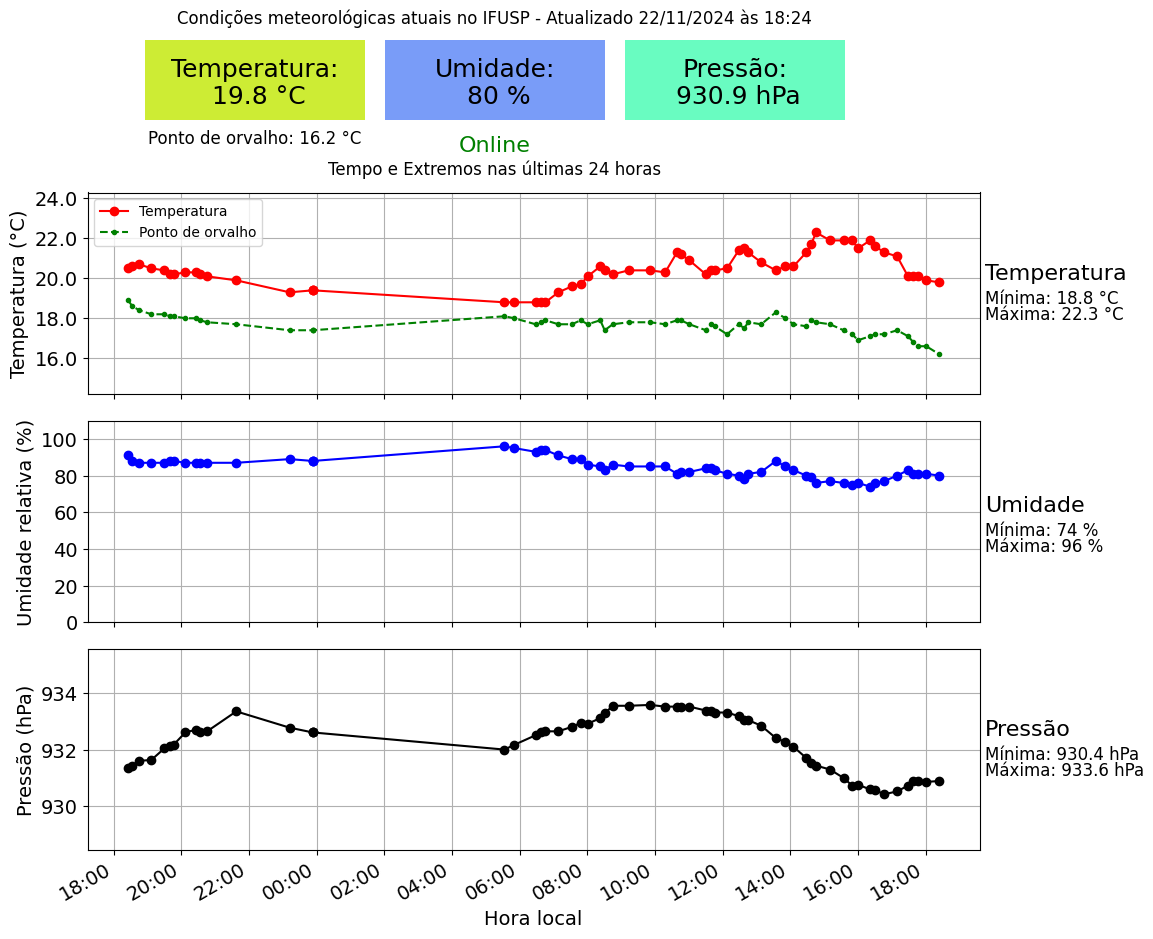 Condições meteorológicas atuais no IFUSP - Atualizado 22/11/2024 às 18:24
Temperatura:
19.8 °C
Umidade:
80 %
Pressão:
930.9 hPa
Ponto de orvalho: 16.2 °C
Online
Tempo e Extremos nas últimas 24 horas
Temperatura (°C)
24.0
22.0
20.0
18.0
16.0
Temperatura
Ponto de orvalho
Temperatura
Mínima: 18.8 °C
Máxima: 22.3 °C
Umidade relativa (%)
100
80
60
40
20
0
Umidade
Mínima: 74 %
Máxima: 96 %
Pressão (hPa)
934
932
930
Pressão
Mínima: 930.4 hPa
Máxima: 933.6 hPa
18:00 20:00 22:00 00:00 02:00 04:00 06:00 08:00 10:00 12:00 14:00 16:00 18:00
Hora local